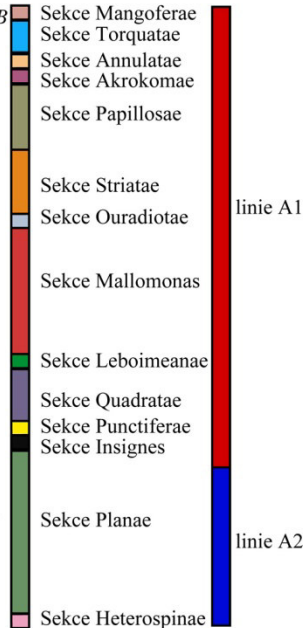 B
Sekce Mangoferae
Sekce Torquatae
Sekce Annulatae
Sekce Akrokomae
Sekce Papillosae
Sekce Striatae
linie A1
Sekce Ouradiotae
Sekce Mallomonas
Sekce Leboimeanae
Sekce Quadratae
Sekce Punctiferae
Sekce Insignes
Sekce Planae
linie A2
Sekce Heterospinae